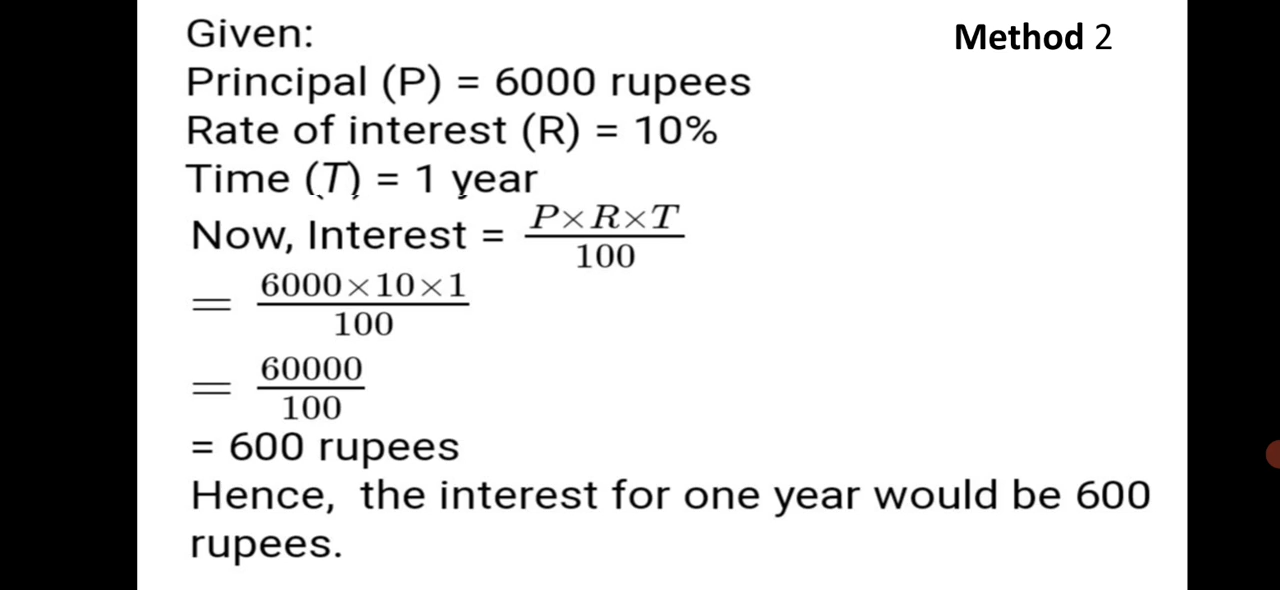 Given:
Method 2
Principal (P) = 6000 rupees
Rate of interest (R) = 10%
Time (T) = 1 year
Now, Interest = P×R×T/100
= 6000×10×1/100
= 60000/100
= 600 rupees
Hence, the interest for one year would be 600
rupees.